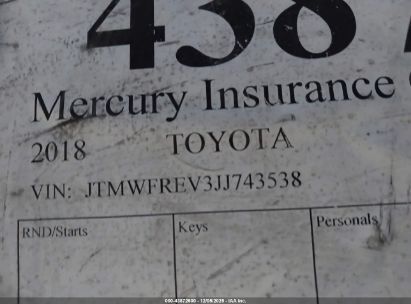 438
Mercury Insurance
2018 TOYOTA
VIN: JTMWFREV3JJ743538
RND/Starts Keys Personals